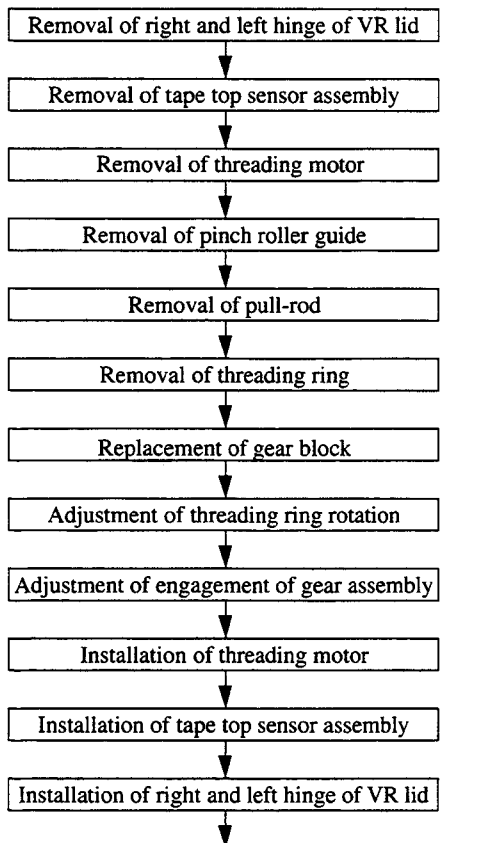 Removal of right and left hinge of VR lid
Removal of tape top sensor assembly
Removal of threading motor
Removal of pinch roller guide
Removal of pull-rod
Removal of threading ring
Replacement of gear block
Adjustment of threading ring rotation
Adjustment of engagement of gear assembly
Installation of threading motor
Installation of tape top sensor assembly
Installation of right and left hinge of VR lid